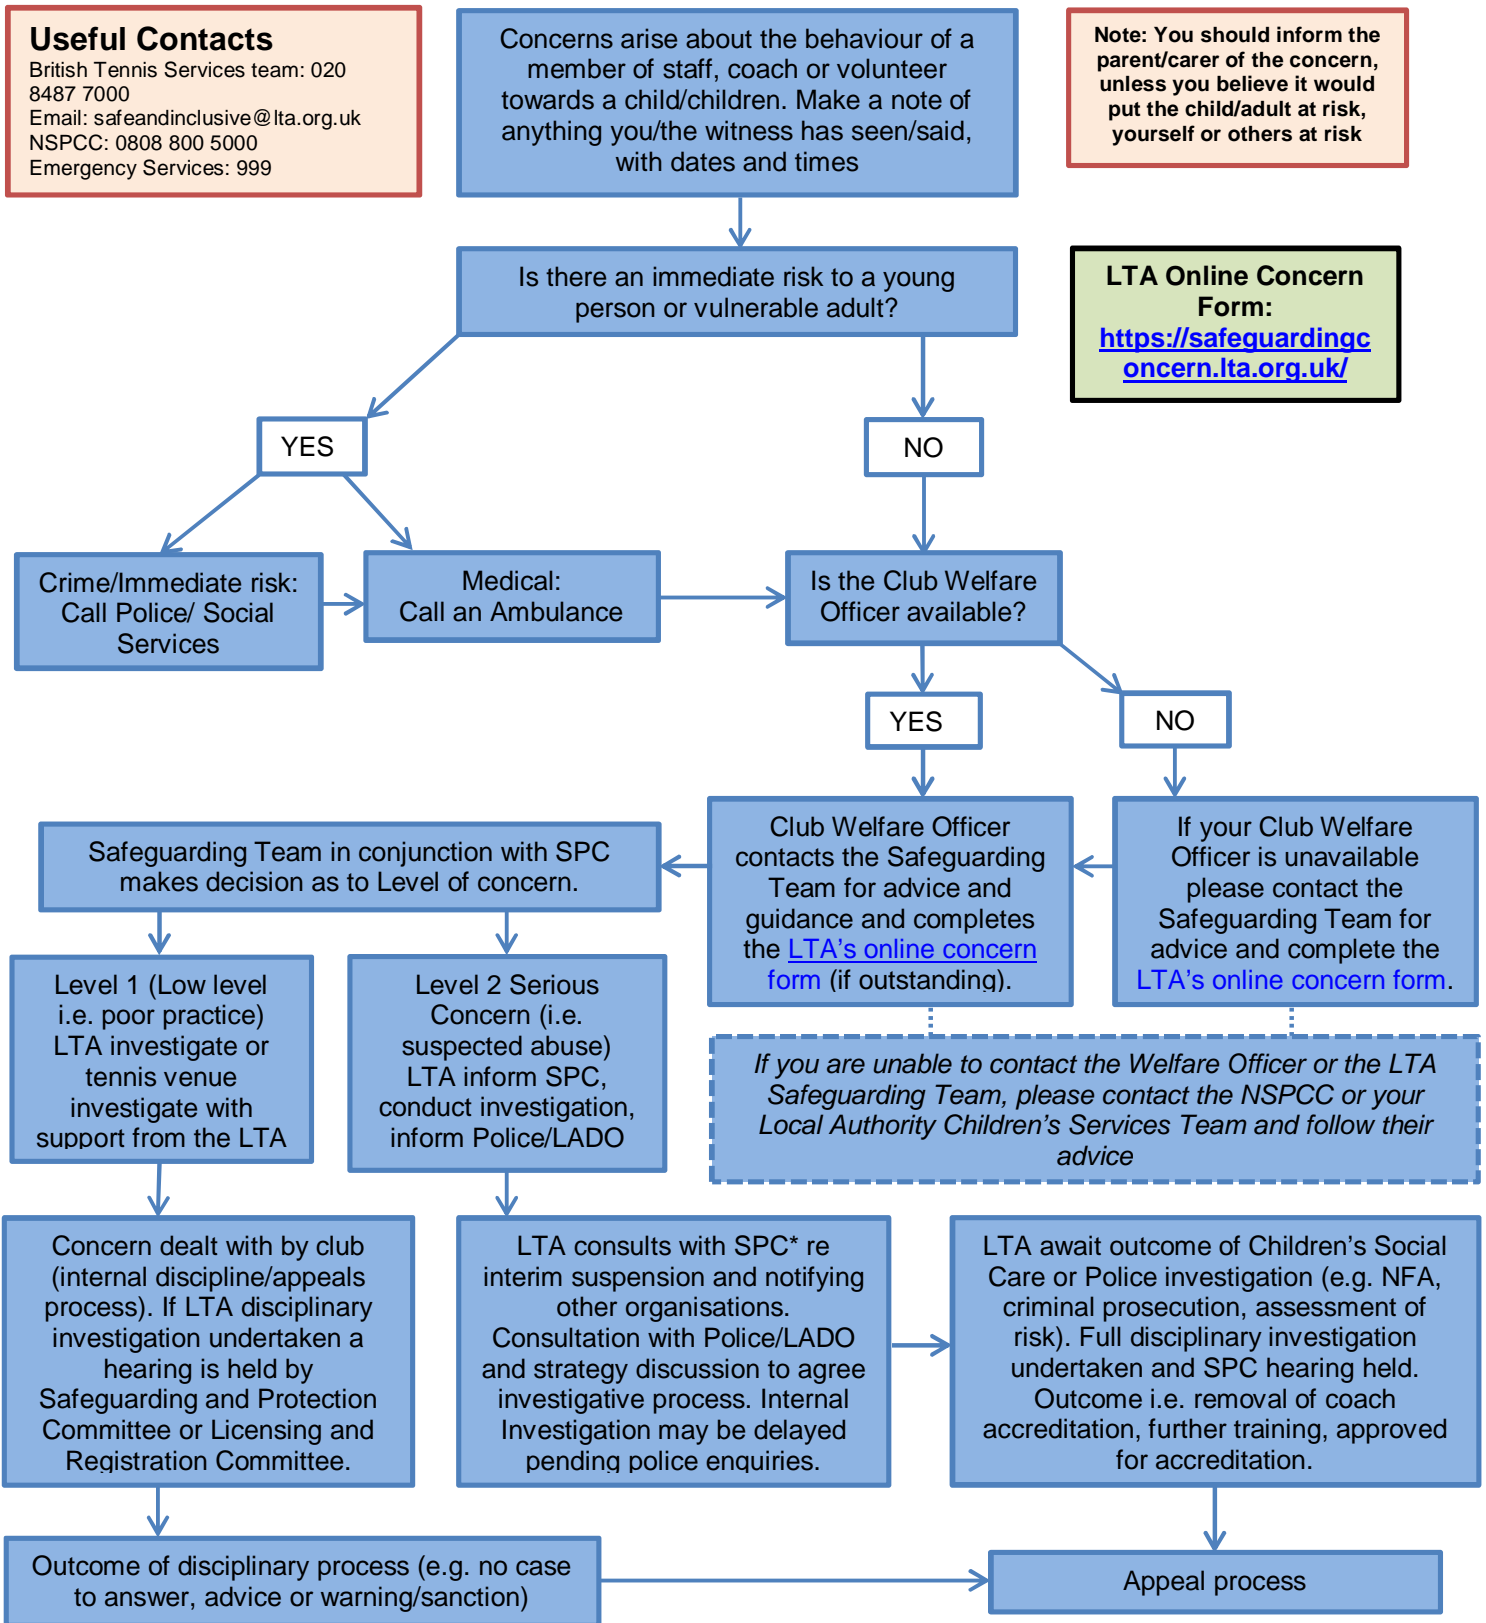 Useful Contacts
British Tennis Services team: 020
8487 7000
Email: safeandinclusive@lta.org.uk
NSPCC: 0808 800 5000
Emergency Services: 999
Concerns arise about the behaviour of a
member of staff, coach or volunteer
towards a child/children. Make a note of
anything you/the witness has seen/said,
with dates and times
Note: You should inform the
parent/carer of the concern,
unless you believe it would
put the child/adult at risk,
yourself or others at risk
Is there an immediate risk to a young
person or vulnerable adult?
LTA Online Concern
Form:
https://safeguardingc
oncern.lta.org.uk/
YES
NO
Crime/Immediate risk:
Call Police/ Social
Services
Medical:
Call an Ambulance
Is the Club Welfare
Officer available?
YES
NO
Safeguarding Team in conjunction with SPC
makes decision as to Level of concern.
Club Welfare Officer
contacts the Safeguarding
Team for advice and
guidance and completes
the LTA's online concern
form (if outstanding).
If your Club Welfare
Officer is unavailable
please contact the
Safeguarding Team for
advice and complete the
LTA's online concern form.
Level 1 (Low level
i.e. poor practice)
LTA investigate or
tennis venue
investigate with
support from the LTA
Level 2 Serious
Concern (i.e.
suspected abuse)
LTA inform SPC,
conduct investigation,
inform Police/LADO
If you are unable to contact the Welfare Officer or the LTA
Safeguarding Team, please contact the NSPCC or your
Local Authority Children's Services Team and follow their
advice
Concern dealt with by club
(internal discipline/appeals
process). If LTA disciplinary
investigation undertaken a
hearing is held by
Safeguarding and Protection
Committee or Licensing and
Registration Committee.
LTA consults with SPC* re
interim suspension and notifying
other organisations.
Consultation with Police/LADO
and strategy discussion to agree
investigative process. Internal
Investigation may be delayed
pending police enquiries.
LTA await outcome of Children's Social
Care or Police investigation (e.g. NFA,
criminal prosecution, assessment of
risk). Full disciplinary investigation
undertaken and SPC hearing held.
Outcome i.e. removal of coach
accreditation, further training, approved
for accreditation.
Outcome of disciplinary process (e.g. no case
to answer, advice or warning/sanction)
Appeal process